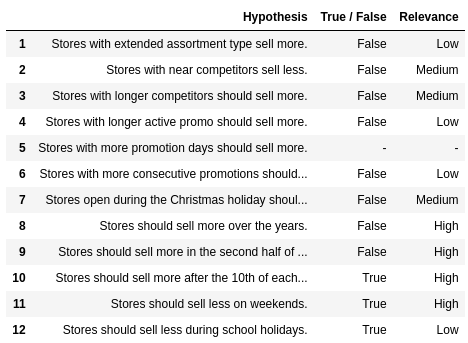 Hypothesis True / False Relevance
1 Stores with extended assortment type sell more. False Low
2 Stores with near competitors sell less. False Medium
3 Stores with longer competitors should sell more. False Medium
4 Stores with longer active promo should sell more. False Low
5 Stores with more promotion days should sell more. - -
6 Stores with more consecutive promotions should... False Low
7 Stores open during the Christmas holiday shoul... False Medium
8 Stores should sell more over the years. False High
9 Stores should sell more in the second half of ... False High
10 Stores should sell more after the 10th of each... True High
11 Stores should sell less on weekends. True High
12 Stores should sell less during school holidays. True Low